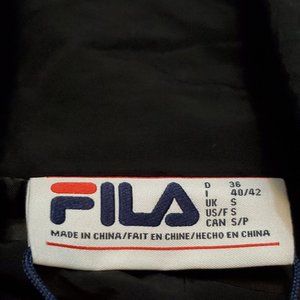 FILA
D 36
I 40/42
UK S
US/F S
CAN S/P
MADE IN CHINA/FAIT EN CHINE/HECHO EN CHINA